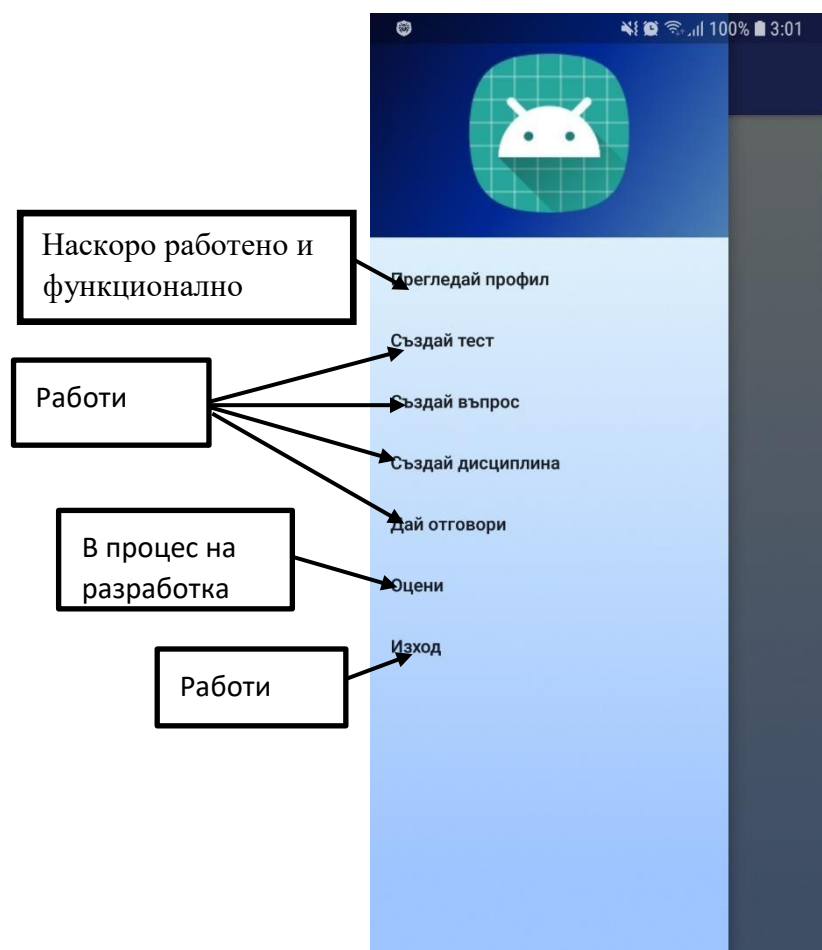 100% 3:01
Наскоро работено и
функционално
Прегледай профил
Създай тест
Работи
Създай въпрос
Създай дисциплина
Дай отговори
В процес на
разработка
Оцени
Изход
Работи